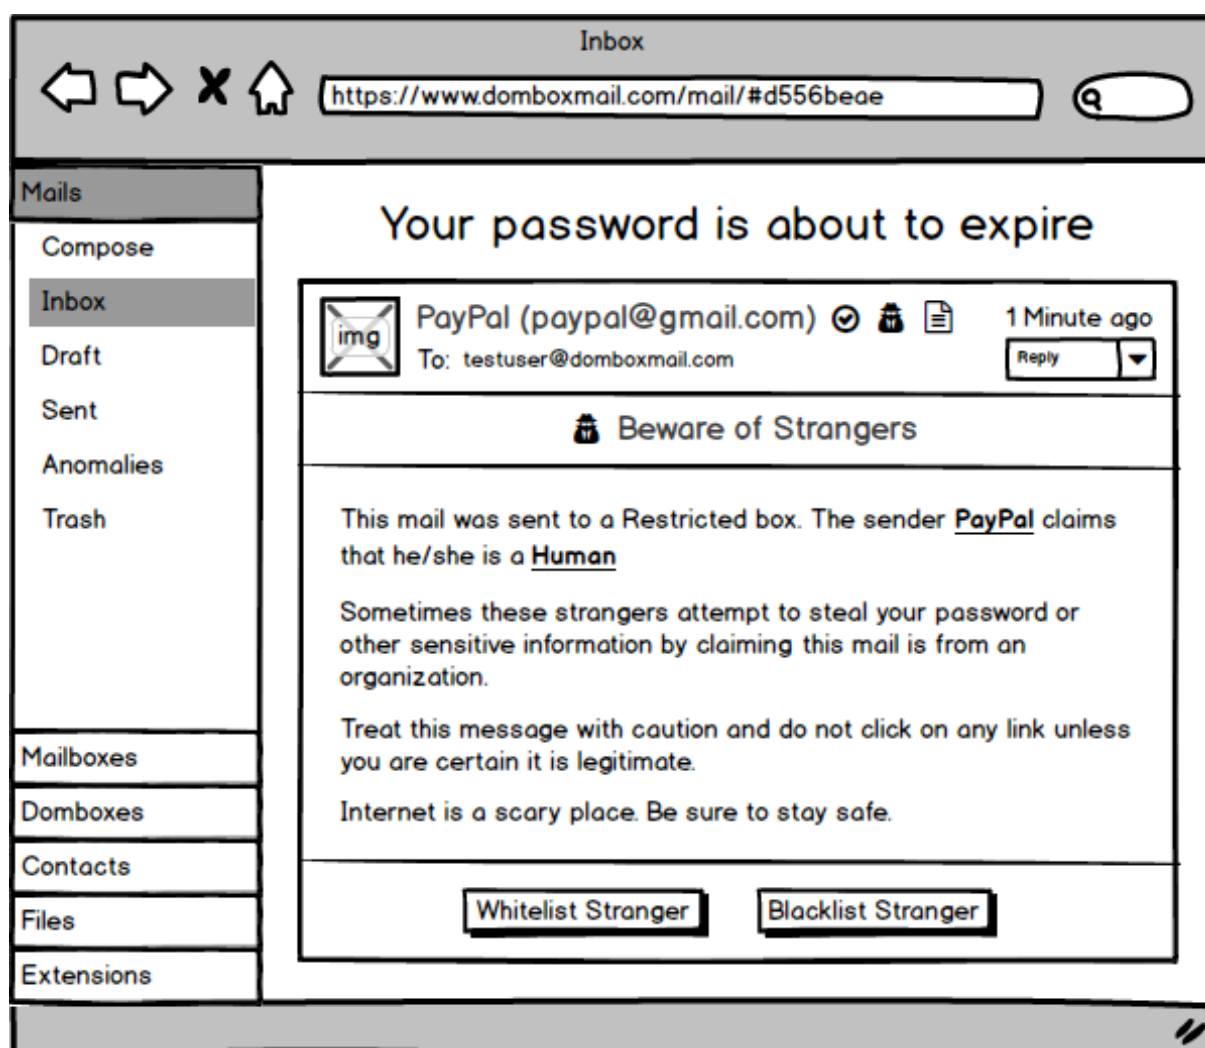 Inbox
https://www.domboxmail.com/mail/#d556beae
Mails
Compose
Inbox
Draft
Sent
Anomalies
Trash
Mailboxes
Domboxes
Contacts
Files
Extensions
Your password is about to expire
img
PayPal (paypal@gmail.com)
1 Minute ago
To: testuser@domboxmail.com
Reply
Beware of Strangers
This mail was sent to a Restricted box. The sender PayPal claims
that he/she is a Human
Sometimes these strangers attempt to steal your password or
other sensitive information by claiming this mail is from an
organization.
Treat this message with caution and do not click on any link unless
you are certain it is legitimate.
Internet is a scary place. Be sure to stay safe.
Whitelist Stranger
Blacklist Stranger